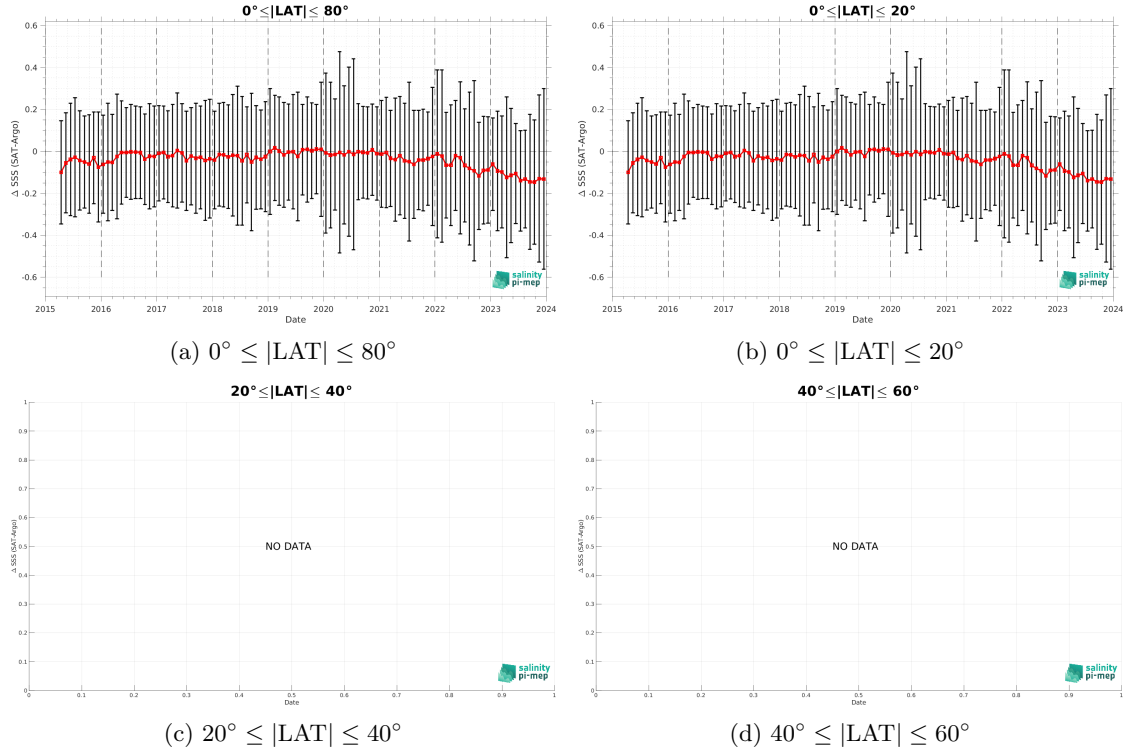 0°≤|LAT|≤ 80°
0.6
0.4
0.2
0
-0.2
-0.4
-0.6
Δ SSS (SAT-Argo)
2015 2016 2017 2018 2019 2020 2021 2022 2023 2024
Date
salinity
pi-mep
(a) 0° ≤ |LAT| ≤ 80°
0°≤|LAT|≤ 20°
0.6
0.4
0.2
0
-0.2
-0.4
-0.6
Δ SSS (SAT-Argo)
2015 2016 2017 2018 2019 2020 2021 2022 2023 2024
Date
salinity
pi-mep
(b) 0° ≤ |LAT| ≤ 20°
20°≤|LAT|≤ 40°
1
0.9
0.8
0.7
0.6
0.5
0.4
0.3
0.2
0.1
0
Δ SSS (SAT-Argo)
NO DATA
0 0.1 0.2 0.3 0.4 0.5 0.6 0.7 0.8 0.9 1
Date
salinity
pi-mep
(c) 20° ≤ |LAT| ≤ 40°
40°≤|LAT|≤ 60°
1
0.9
0.8
0.7
0.6
0.5
0.4
0.3
0.2
0.1
0
Δ SSS (SAT-Argo)
NO DATA
0 0.1 0.2 0.3 0.4 0.5 0.6 0.7 0.8 0.9 1
Date
salinity
pi-mep
(d) 40° ≤ |LAT| ≤ 60°